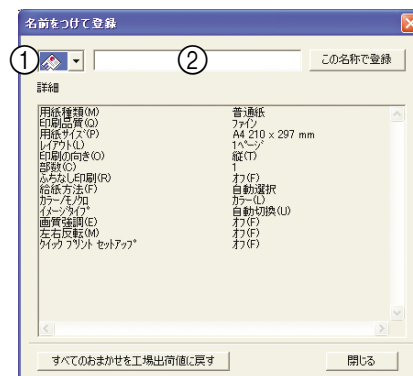 名前をつけて登録
① ② この名称で登録
詳細
用紙種類(M) 普通紙
印刷品質(Q) ファイン
用紙サイズ(P) A4 210 x 297 mm
レイアウト(L) 1ページ
印刷の向き(O) 縦(T)
部数(C) 1
ふちなし印刷(R) オフ(F)
給紙方法(F) 自動選択
カラー/モノクロ カラー(L)
イメージタイプ 自動切換(U)
画質強調(E) オフ(F)
左右反転(M) オフ(F)
クイック プリント セットアップ オフ(F)
すべてのおまかせを工場出荷値に戻す 閉じる